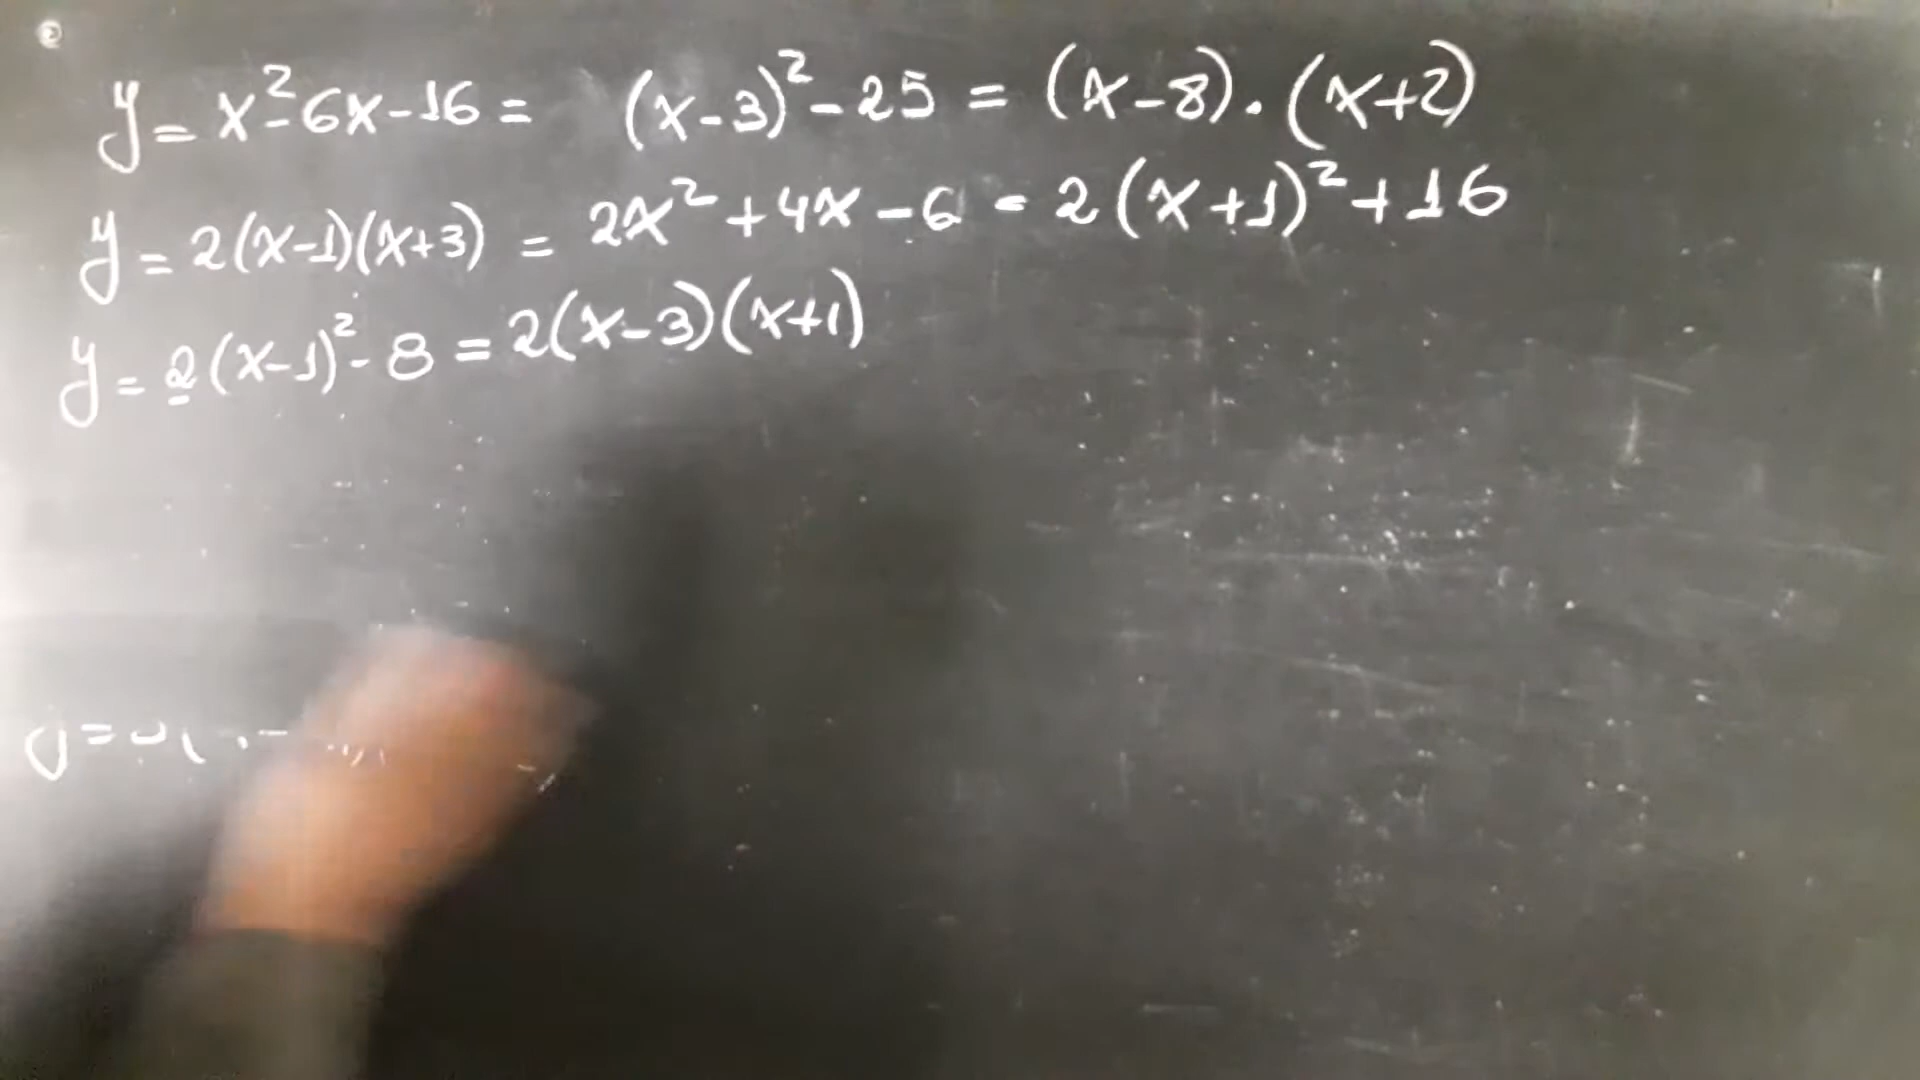 y = x² - 6x - 16 = (x-3)² - 25 = (x-8)·(x+2)
y = 2(x-1)(x+3) = 2x² + 4x - 6 = 2(x+1)² + 16
y = 2(x-1)² - 8 = 2(x-3)(x+1)